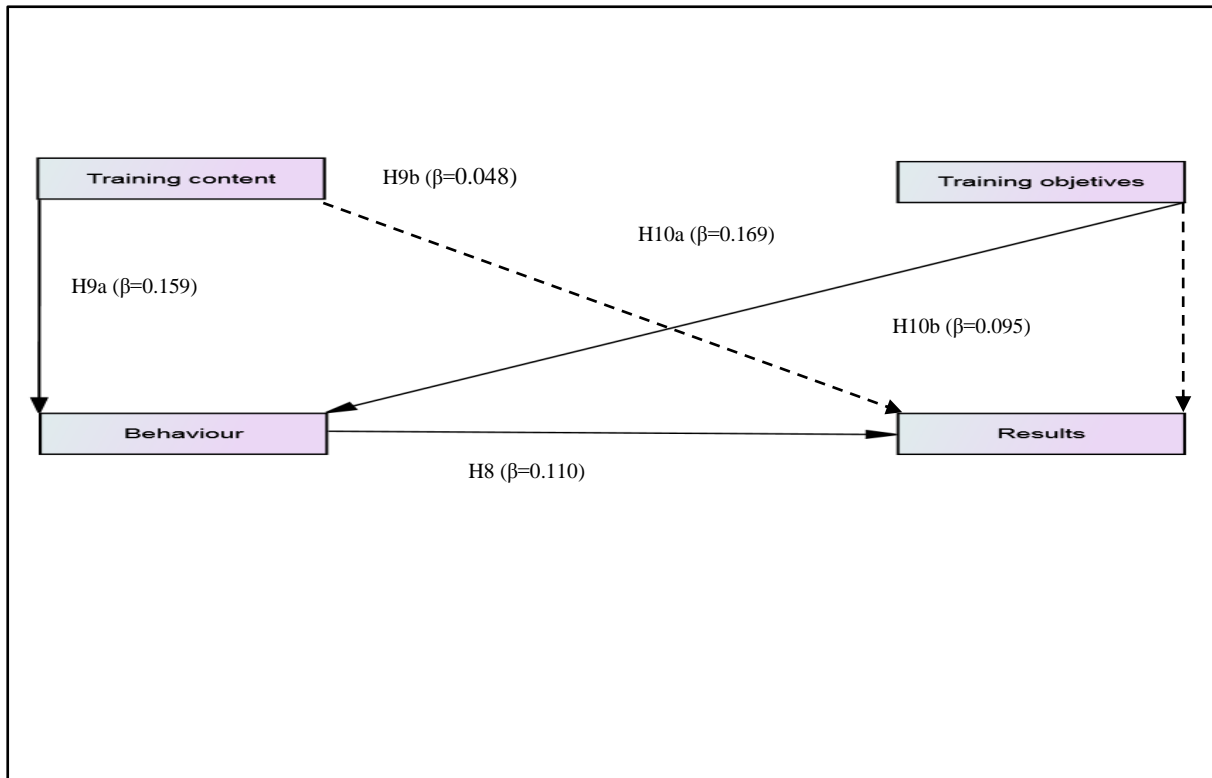 Training content
H9b (β=0.048)
Training objetives
H10a (β=0.169)
H9a (β=0.159)
H10b (β=0.095)
Behaviour
Results
H8 (β=0.110)